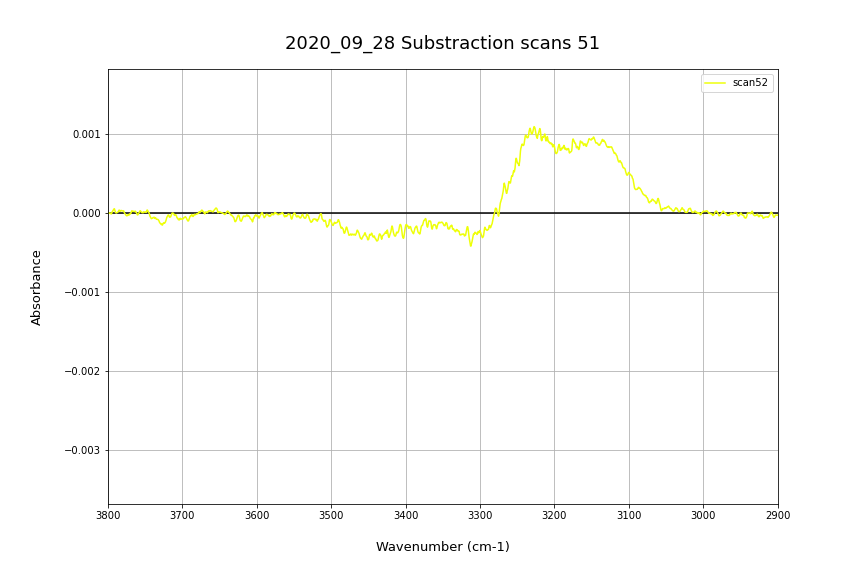 2020_09_28 Substraction scans 51
scan52
0.001
0.000
−0.001
−0.002
−0.003
Absorbance
3800 3700 3600 3500 3400 3300 3200 3100 3000 2900
Wavenumber (cm-1)